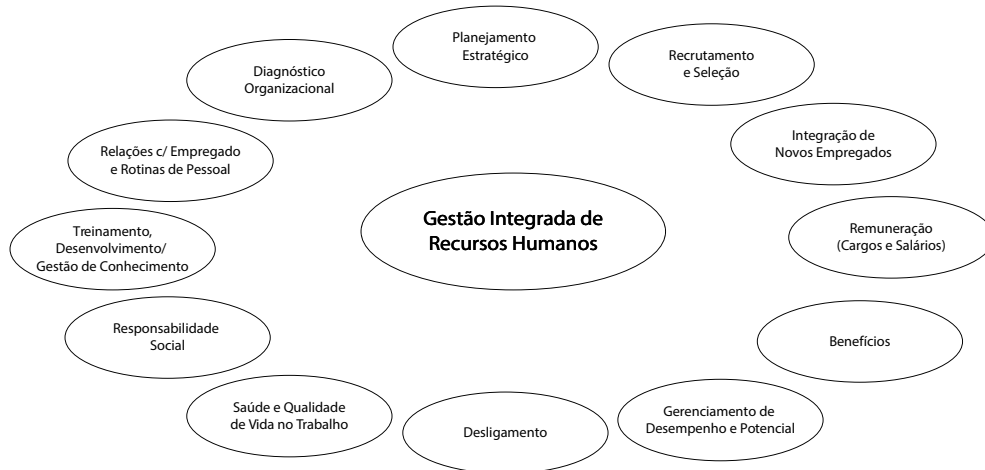 Planejamento
Estratégico
Recrutamento
e Seleção
Diagnóstico
Organizacional
Integração de
Novos Empregados
Relações c/ Empregado
e Rotinas de Pessoal
Gestão Integrada de
Recursos Humanos
Treinamento,
Desenvolvimento/
Gestão de Conhecimento
Remuneração
(Cargos e Salários)
Responsabilidade
Social
Benefícios
Saúde e Qualidade
de Vida no Trabalho
Desligamento
Gerenciamento de
Desempenho e Potencial